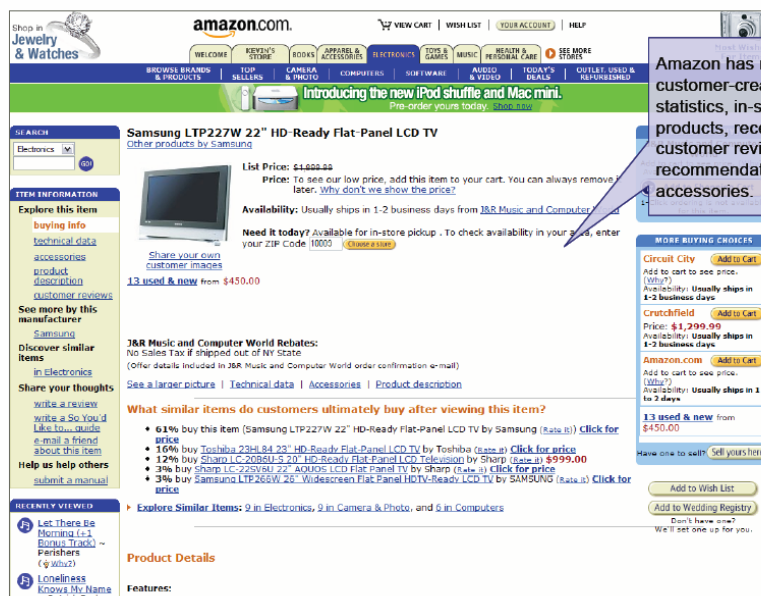 Shop in
Jewelry
& Watches
amazon.com.
VIEW CART | WISH LIST | YOUR ACCOUNT | HELP
WELCOME
KEVIN'S STORE
BOOKS
APPAREL & ACCESSORIES
ELECTRONICS
TOYS & GAMES
MUSIC
HEALTH & PERSONAL CARE
SEE MORE STORES
BROWSE BRANDS & PRODUCTS
TOP SELLERS
CAMERA & PHOTO
COMPUTERS
SOFTWARE
AUDIO & VIDEO
TODAY'S DEALS
OUTLET, USED & REFURBISHED
Introducing the new iPod shuffle and Mac mini.
Pre-order yours today. Shop now
Amazon has
customer-crea
statistics, in-s
products, rece
customer revi
recommendat
accessories.
SEARCH
Electronics
GO!
ITEM INFORMATION
Explore this item
buying info
technical data
accessories
product
description
customer reviews
See more by this
manufacturer
Samsung
Discover similar
items
in Electronics
Share your thoughts
write a review
write a So You'd
Like to... guide
e-mail a friend
about this item
Help us help others
submit a manual
RECENTLY VIEWED
Let There Be
Morning (+1
Bonus Track) ~
Perishers
(Why?)
Loneliness
Knows My Name
Samsung LTP227W 22" HD-Ready Flat-Panel LCD TV
Other products by Samsung
List Price: $1,899.99
Price: To see our low price, add this item to your cart. You can always remove
later. Why don't we show the price?
Availability: Usually ships in 1-2 business days from J&R Music and Computer
Need it today? Available for in-store pickup . To check availability in your area, enter
your ZIP Code 10000 Choose a store
Share your own
customer images
13 used & new from $450.00
J&R Music and Computer World Rebates:
No Sales Tax if shipped out of NY State
(Offer details included in J&R Music and Computer World order confirmation e-mail)
See a larger picture | Technical data | Accessories | Product description
What similar items do customers ultimately buy after viewing this item?
61% buy this item (Samsung LTP227W 22" HD-Ready Flat-Panel LCD TV by Samsung (Rate it)) Click for
price
16% buy Toshiba 23HL84 23" HD-Ready Flat-Panel LCD TV by Toshiba (Rate it) Click for price
12% buy Sharp LC-20B6U-S 20" HD-Ready Flat-Panel LCD Television by Sharp (Rate it) $999.00
3% buy Sharp LC-22SV6U 22" AQUOS LCD Flat Panel TV by Sharp (Rate it) Click for price
3% buy Samsung LTP266W 26" Widescreen Flat Panel HDTV-Ready LCD TV by SAMSUNG (Rate it) Click for
price
Explore Similar Items: 9 in Electronics, 9 in Camera & Photo, and 6 in Computers
Product Details
Features:
MORE BUYING CHOICES
Circuit City Add to Cart
Add to cart to see price.
(Why?)
Availability: Usually ships in
1-2 business days
Crutchfield Add to Cart
Price: $1,299.99
Availability: Usually ships in
1-2 business days
Amazon.com Add to Cart
Add to cart to see price.
(Why?)
Availability: Usually ships in 1
to 2 days
13 used & new from
$450.00
Have one to sell? Sell yours here
Add to Wish List
Add to Wedding Registry
Don't have one?
We'll set one up for you.